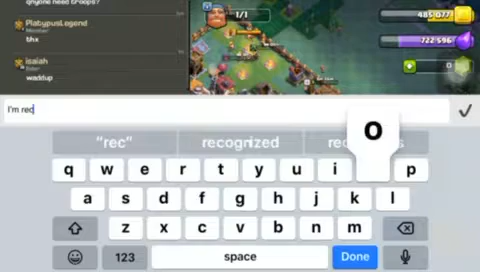 anyone need troops?
PlatypusLegend
Member
thx
isaiah
Elder
waddup
1/1
485 077
722 596
0
I'm rec
"rec"
recognized
q w e r t y u i o p
a s d f g h j k l
z x c v b n m
123
space
Done